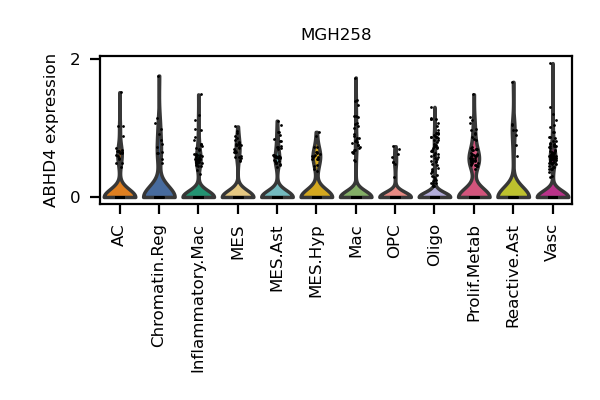 MGH258
ABHD4 expression
2
0
AC
Chromatin.Reg
Inflammatory.Mac
MES
MES.Ast
MES.Hyp
Mac
OPC
Oligo
Prolif.Metab
Reactive.Ast
Vasc